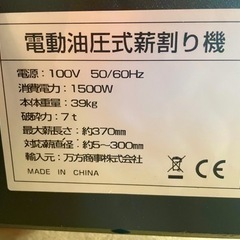 電動油圧式薪割り機
電源：100V 50/60Hz
消費電力：1500W
本体重量：39kg
破砕力：7t
最大薪長さ：約370mm
対応薪直径：約5～300mm
輸入元：万方商事株式会社
MADE IN CHINA
CE